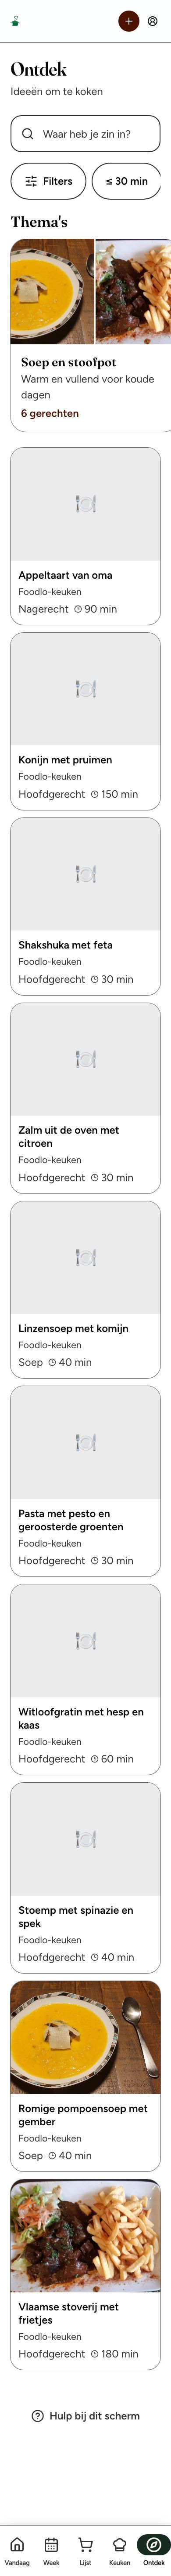 Ontdek
Ideeën om te koken
Waar heb je zin in?
Filters
≤ 30 min
Thema's
Soep en stoofpot
Warm en vullend voor koude
dagen
6 gerechten
Appeltaart van oma
Foodlo-keuken
Nagerecht 90 min
Konijn met pruimen
Foodlo-keuken
Hoofdgerecht 150 min
Shakshuka met feta
Foodlo-keuken
Hoofdgerecht 30 min
Zalm uit de oven met
citroen
Foodlo-keuken
Hoofdgerecht 30 min
Linzensoep met komijn
Foodlo-keuken
Soep 40 min
Pasta met pesto en
geroosterde groenten
Foodlo-keuken
Hoofdgerecht 30 min
Witloofgratin met hesp en
kaas
Foodlo-keuken
Hoofdgerecht 60 min
Stoemp met spinazie en
spek
Foodlo-keuken
Hoofdgerecht 40 min
Romige pompoensoep met
gember
Foodlo-keuken
Soep 40 min
Vlaamse stoverij met
frietjes
Foodlo-keuken
Hoofdgerecht 180 min
Hulp bij dit scherm
Vandaag
Week
Lijst
Keuken
Ontdek